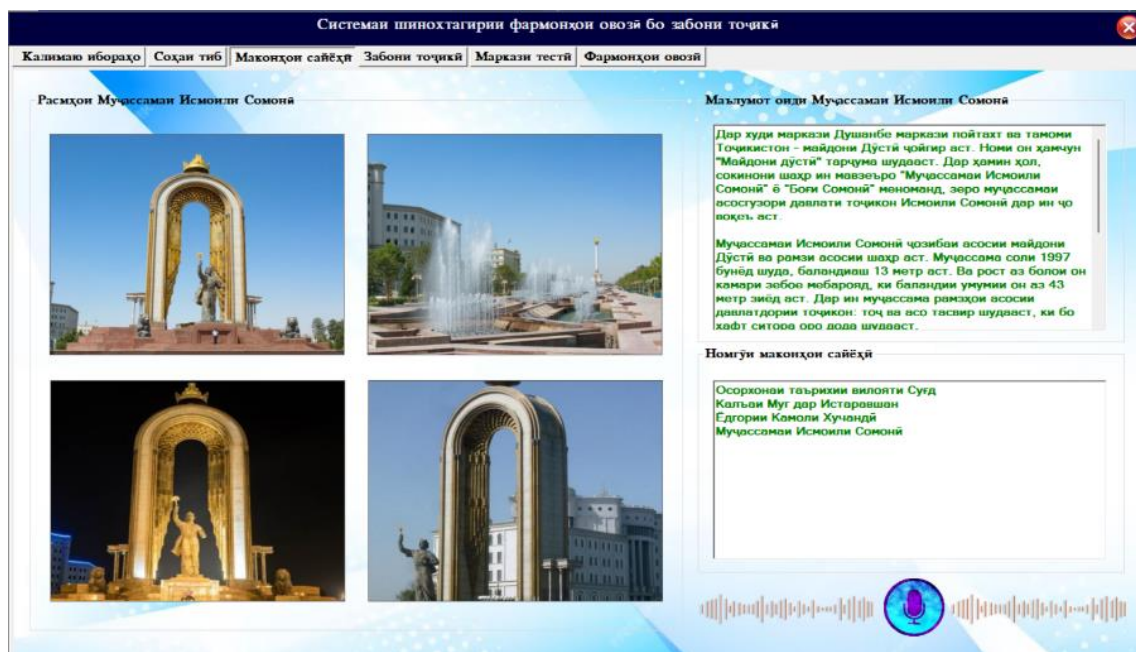 Системаи шинохтагирии фармонҳои овозӣ бо забони тоҷикӣ
Калимаю ибораҳо Соҳаи тиб Маконҳои сайёҳӣ Забони тоҷикӣ Маркази тестӣ Фармонҳои овозӣ
Расмҳои Муҷассамаи Исмоили Сомонӣ
Маълумот оиди Муҷассамаи Исмоили Сомонӣ
Дар худи маркази Душанбе маркази пойтахт ва тамоми
Тоҷикистон - майдони Дӯстӣ ҷойгир аст. Номи он ҳамчун
"Майдони дӯстӣ" тарҷума шудааст. Дар ҳамин ҳол,
сокинони шаҳр ин мавзеъро "Муҷассамаи Исмоили
Сомонӣ" ё "Боғи Сомонӣ" меноманд, зеро муҷассамаи
асосгузори давлати тоҷикон Исмоили Сомонӣ дар ин ҷо
воқеъ аст.
Муҷассамаи Исмоили Сомонӣ ҷозибаи асосии майдони
Дӯстӣ ва рамзи асосии шаҳр аст. Муҷассама соли 1997
бунёд шуда, баландиаш 13 метр аст. Ва рост аз болои он
камари зебое мебарояд, ки баландии умумии он аз 43
метр зиёд аст. Дар ин муҷассама рамзҳои асосии
давлатдории тоҷикон: тоҷ ва асо тасвир шудааст, ки бо
ҳафт ситора оро дода шудааст.
Номгӯи маконҳои сайёҳӣ
Осорхонаи таърихии вилояти Суғд
Калъаи Муг дар Истаравшан
Ёдгории Камоли Хучандӣ
Муҷассамаи Исмоили Сомонӣ